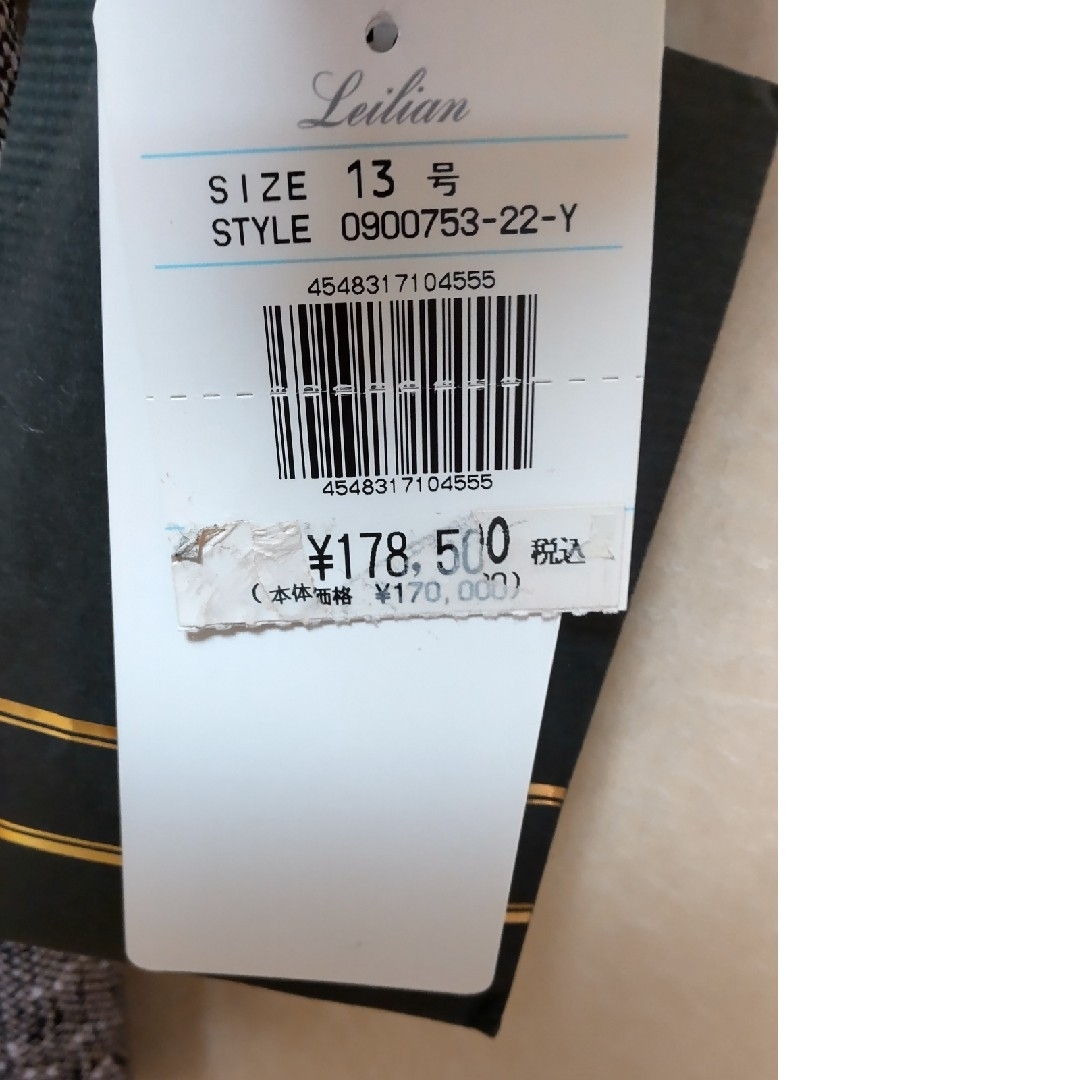 Leilian
SIZE 13 号
STYLE 0900753-22-Y
4548317104555
4548317104555
¥178,500 税込
(本体価格 ¥170,000)